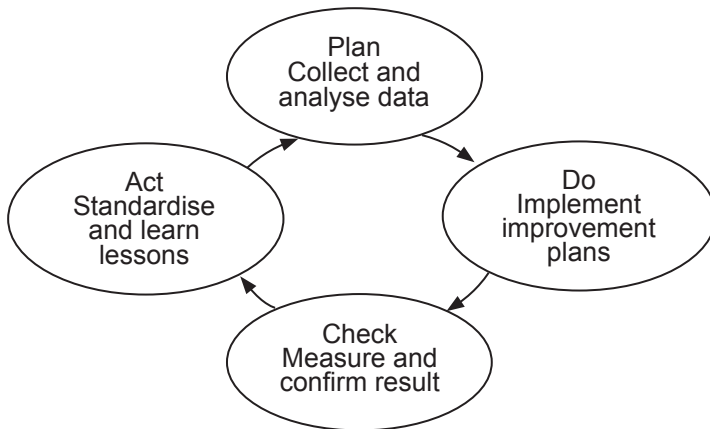 Plan
Collect and
analyse data
Do
Implement
improvement
plans
Check
Measure and
confirm result
Act
Standardise
and learn
lessons